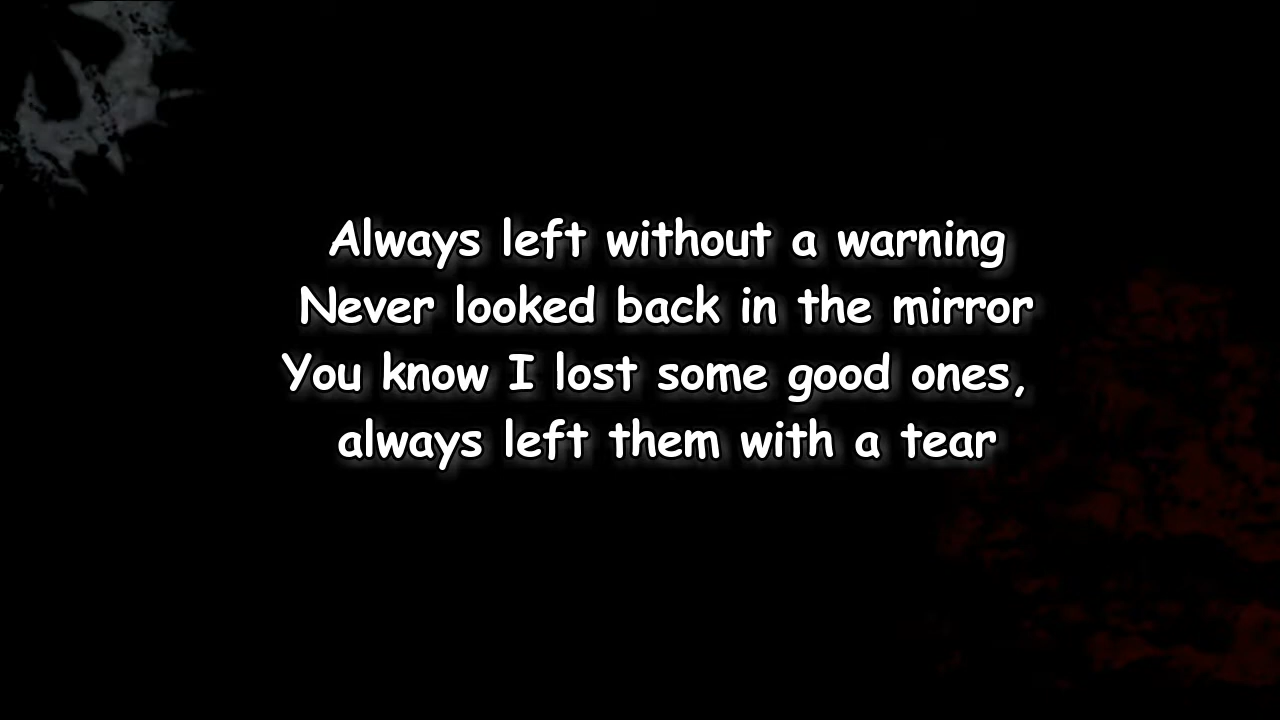 Always left without a warning
Never looked back in the mirror
You know I lost some good ones,
always left them with a tear